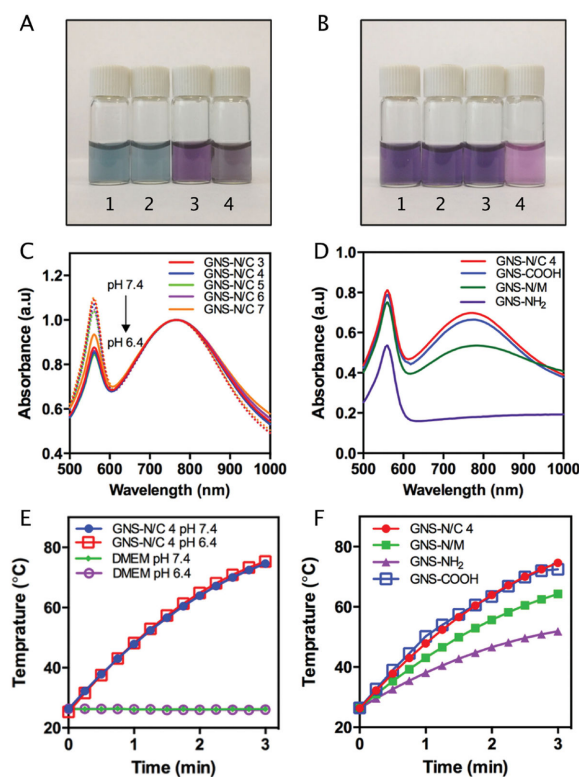 A
B
1 2 3 4
1 2 3 4
C
D
1.2
1.0
0.8
0.6
0.4
Absorbance (a.u)
pH 7.4
pH 6.4
GNS-N/C 3
GNS-N/C 4
GNS-N/C 5
GNS-N/C 6
GNS-N/C 7
500 600 700 800 900 1000
Wavelength (nm)
1.0
0.8
0.6
0.4
0.2
0.0
Absorbance (a.u)
GNS-N/C 4
GNS-COOH
GNS-N/M
GNS-NH₂
500 600 700 800 900 1000
Wavelength (nm)
E
F
80
60
40
20
Temprature (°C)
GNS-N/C 4 pH 7.4
GNS-N/C 4 pH 6.4
DMEM pH 7.4
DMEM pH 6.4
0 1 2 3
Time (min)
80
60
40
20
Temprature (°C)
GNS-N/C 4
GNS-N/M
GNS-NH₂
GNS-COOH
0 1 2 3
Time (min)